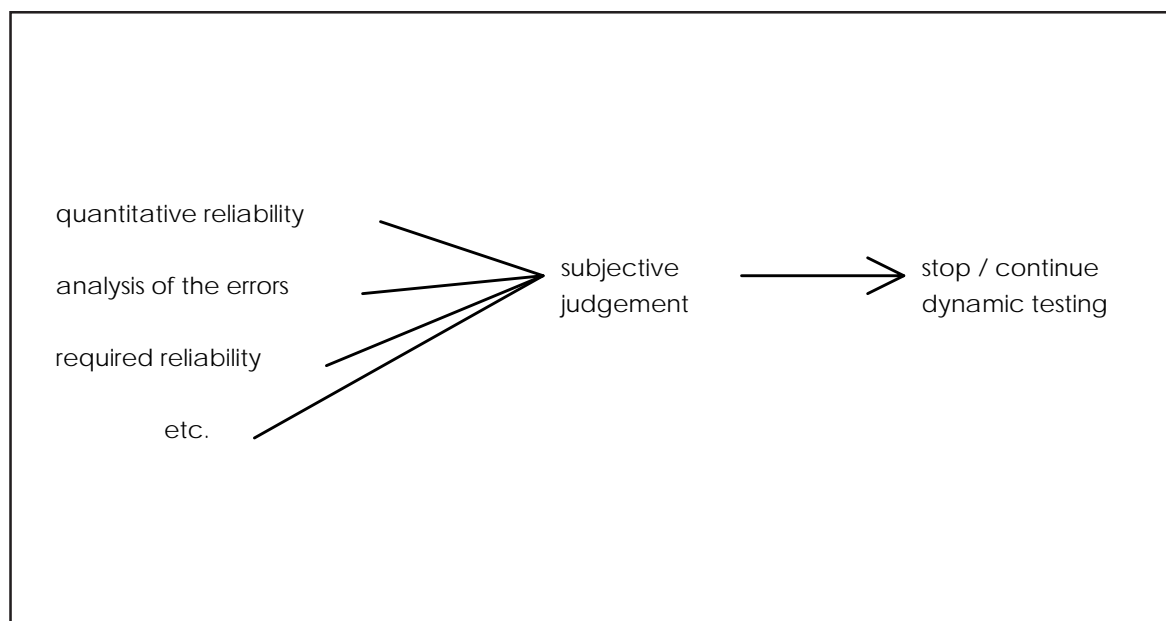 quantitative reliability
analysis of the errors
required reliability
etc.
subjective
judgement
stop / continue
dynamic testing